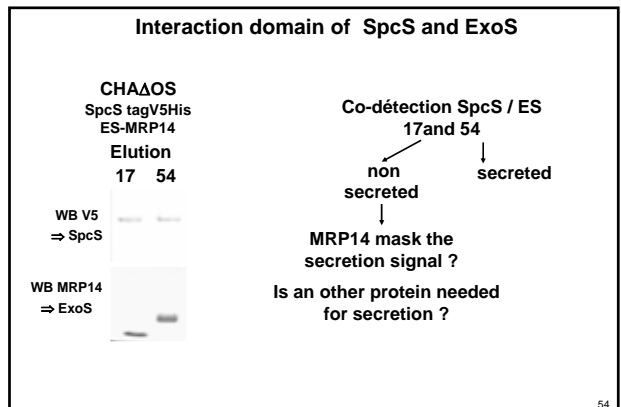 Interaction domain of SpcS and ExoS
CHAΔOS
SpcS tagV5His
ES-MRP14
Elution
17 54
WB V5
⇒ SpcS
WB MRP14
⇒ ExoS
Co-détection SpcS / ES
17and 54
non
secreted
secreted
MRP14 mask the
secretion signal ?
Is an other protein needed
for secretion ?
54